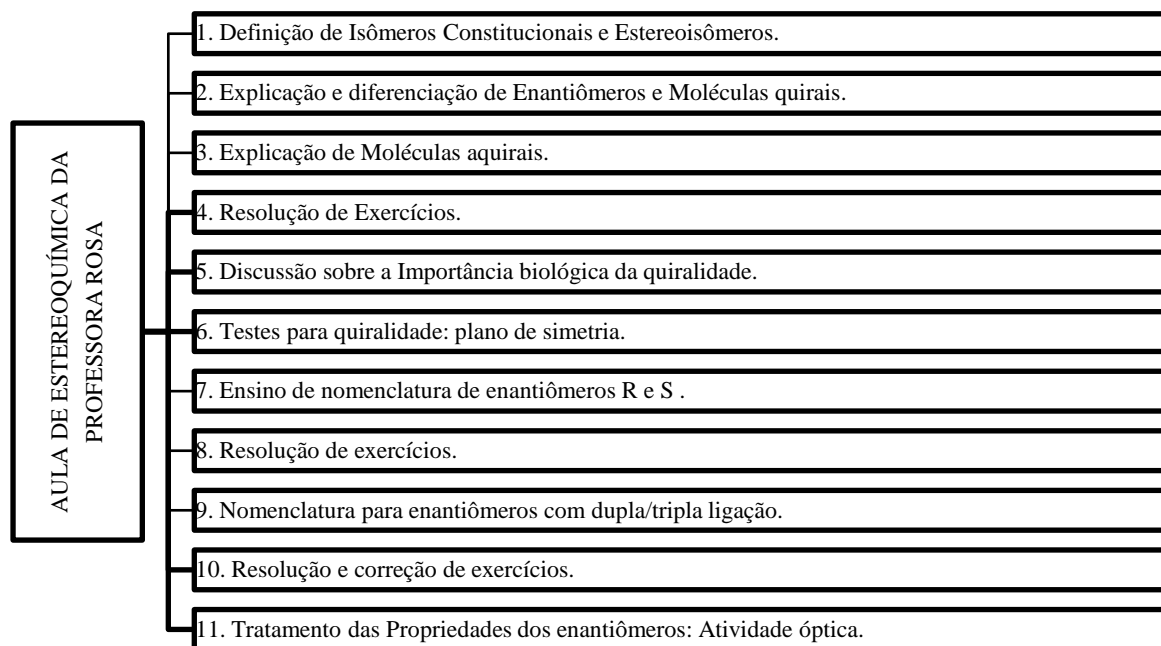 AULA DE ESTEREOQUÍMICA DA
PROFESSORA ROSA
1. Definição de Isômeros Constitucionais e Estereoisômeros.
2. Explicação e diferenciação de Enantiômeros e Moléculas quirais.
3. Explicação de Moléculas aquirais.
4. Resolução de Exercícios.
5. Discussão sobre a Importância biológica da quiralidade.
6. Testes para quiralidade: plano de simetria.
7. Ensino de nomenclatura de enantiômeros R e S .
8. Resolução de exercícios.
9. Nomenclatura para enantiômeros com dupla/tripla ligação.
10. Resolução e correção de exercícios.
11. Tratamento das Propriedades dos enantiômeros: Atividade óptica.